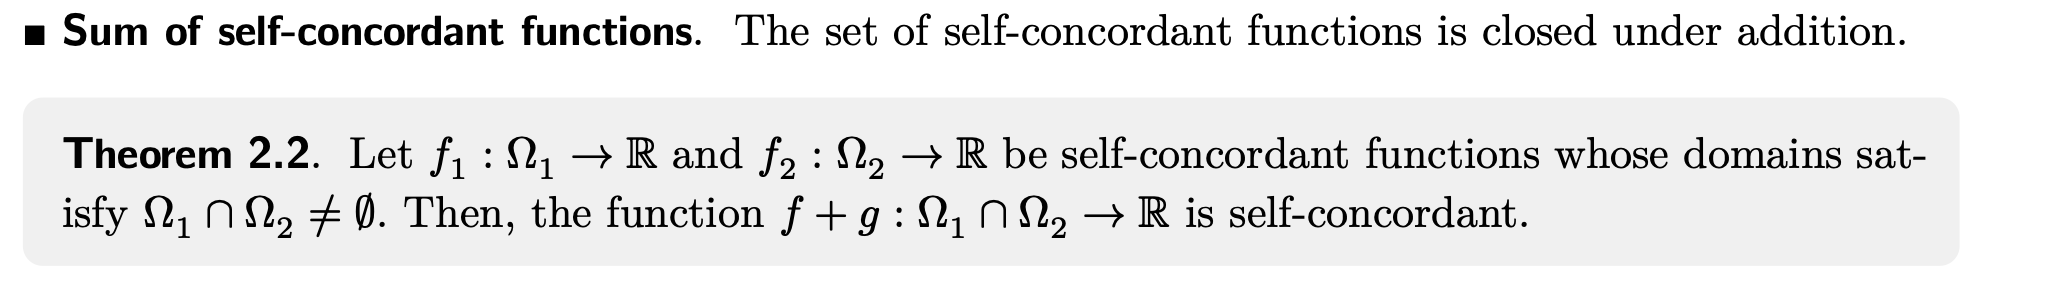 ■ Sum of self-concordant functions. The set of self-concordant functions is closed under addition.
Theorem 2.2. Let f₁ : Ω₁ → ℝ and f₂ : Ω₂ → ℝ be self-concordant functions whose domains sat-
isfy Ω₁ ∩ Ω₂ ≠ ∅. Then, the function f + g : Ω₁ ∩ Ω₂ → ℝ is self-concordant.